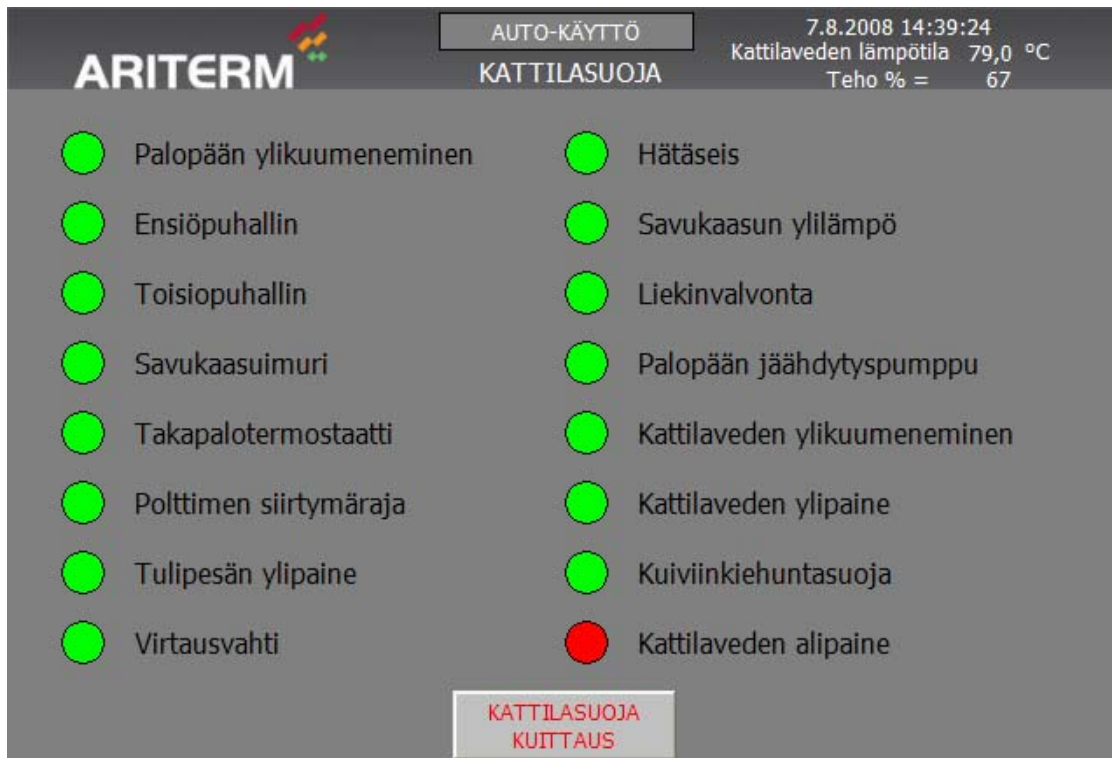 ARITERM
AUTO-KÄYTTÖ
KATTILASUOJA
7.8.2008 14:39:24
Kattilaveden lämpötila 79,0 °C
Teho % = 67
Palopään ylikuumeneminen
Ensiöpuhallin
Toisiopuhallin
Savukaasuimuri
Takapalotermostaatti
Polttimen siirtymäraja
Tulipesän ylipaine
Virtausvahti
Hätäseis
Savukaasun ylilämpö
Liekinvalvonta
Palopään jäähdytyspumppu
Kattilaveden ylikuumeneminen
Kattilaveden ylipaine
Kuiviinkiehuntasuoja
Kattilaveden alipaine
KATTILASUOJA
KUITTAUS